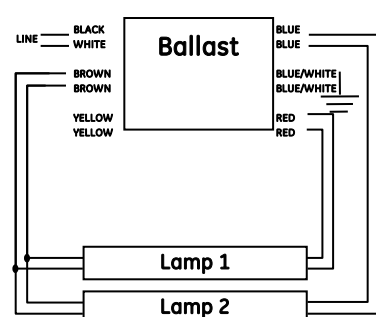 BLACK
LINE
WHITE
BROWN
BROWN
YELLOW
YELLOW
Ballast
BLUE
BLUE
BLUE/WHITE
BLUE/WHITE
RED
RED
Lamp 1
Lamp 2